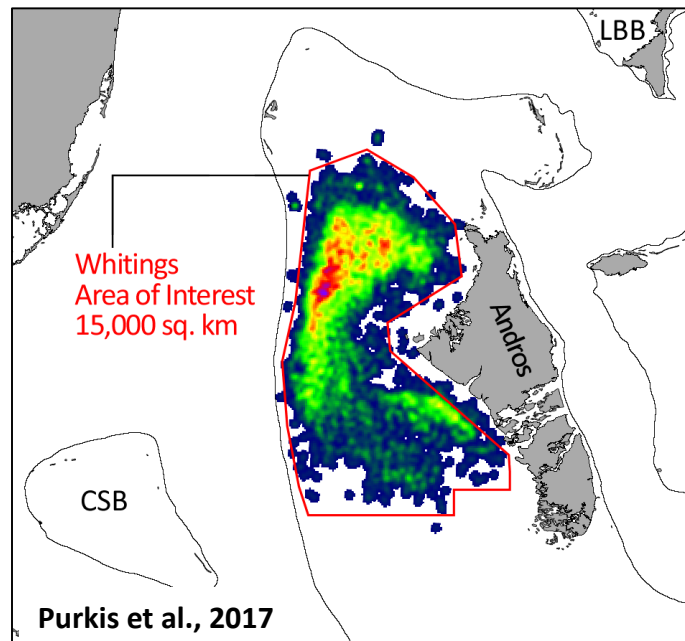 LBB
Whitings
Area of Interest
15,000 sq. km
Andros
CSB
Purkis et al., 2017